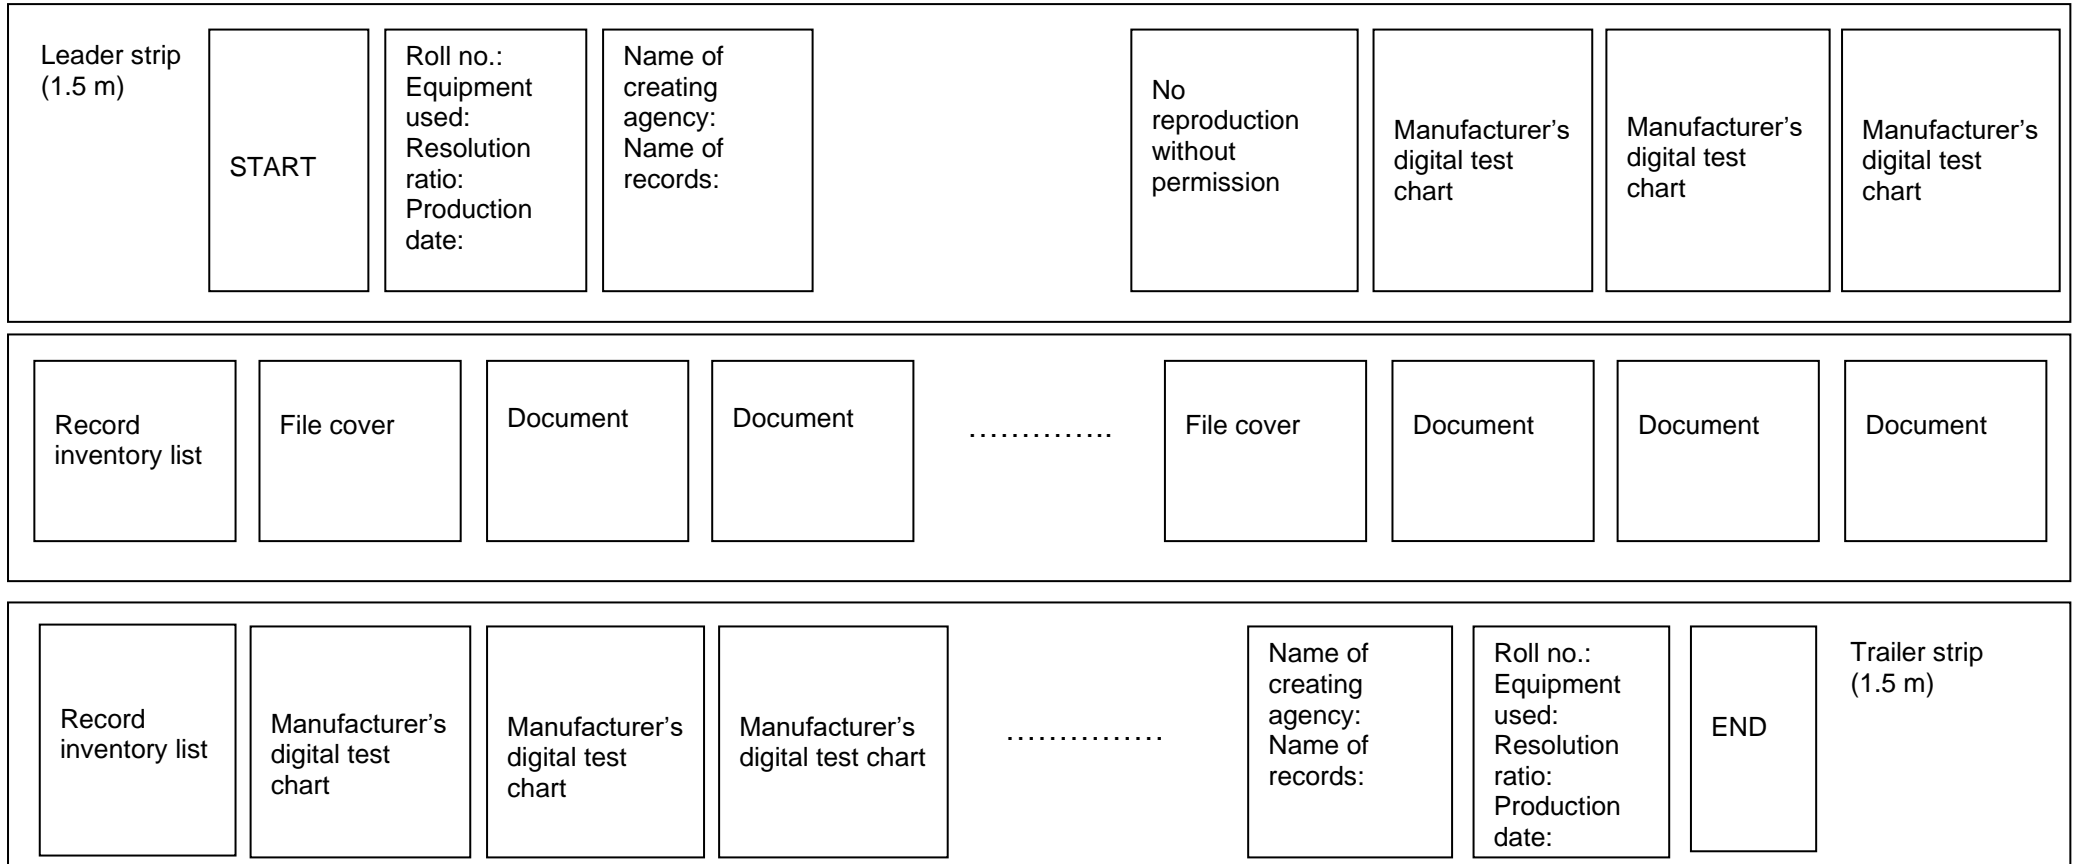 Leader strip
(1.5 m)
START
Roll no.:
Equipment
used:
Resolution
ratio:
Production
date:
Name of
creating
agency:
Name of
records:
No
reproduction
without
permission
Manufacturer’s
digital test
chart
Manufacturer’s
digital test
chart
Manufacturer’s
digital test
chart
Record
inventory list
File cover
Document
Document
…………..
File cover
Document
Document
Document
Record
inventory list
Manufacturer’s
digital test
chart
Manufacturer’s
digital test
chart
Manufacturer’s
digital test chart
……………
Name of
creating
agency:
Name of
records:
Roll no.:
Equipment
used:
Resolution
ratio:
Production
date:
END
Trailer strip
(1.5 m)